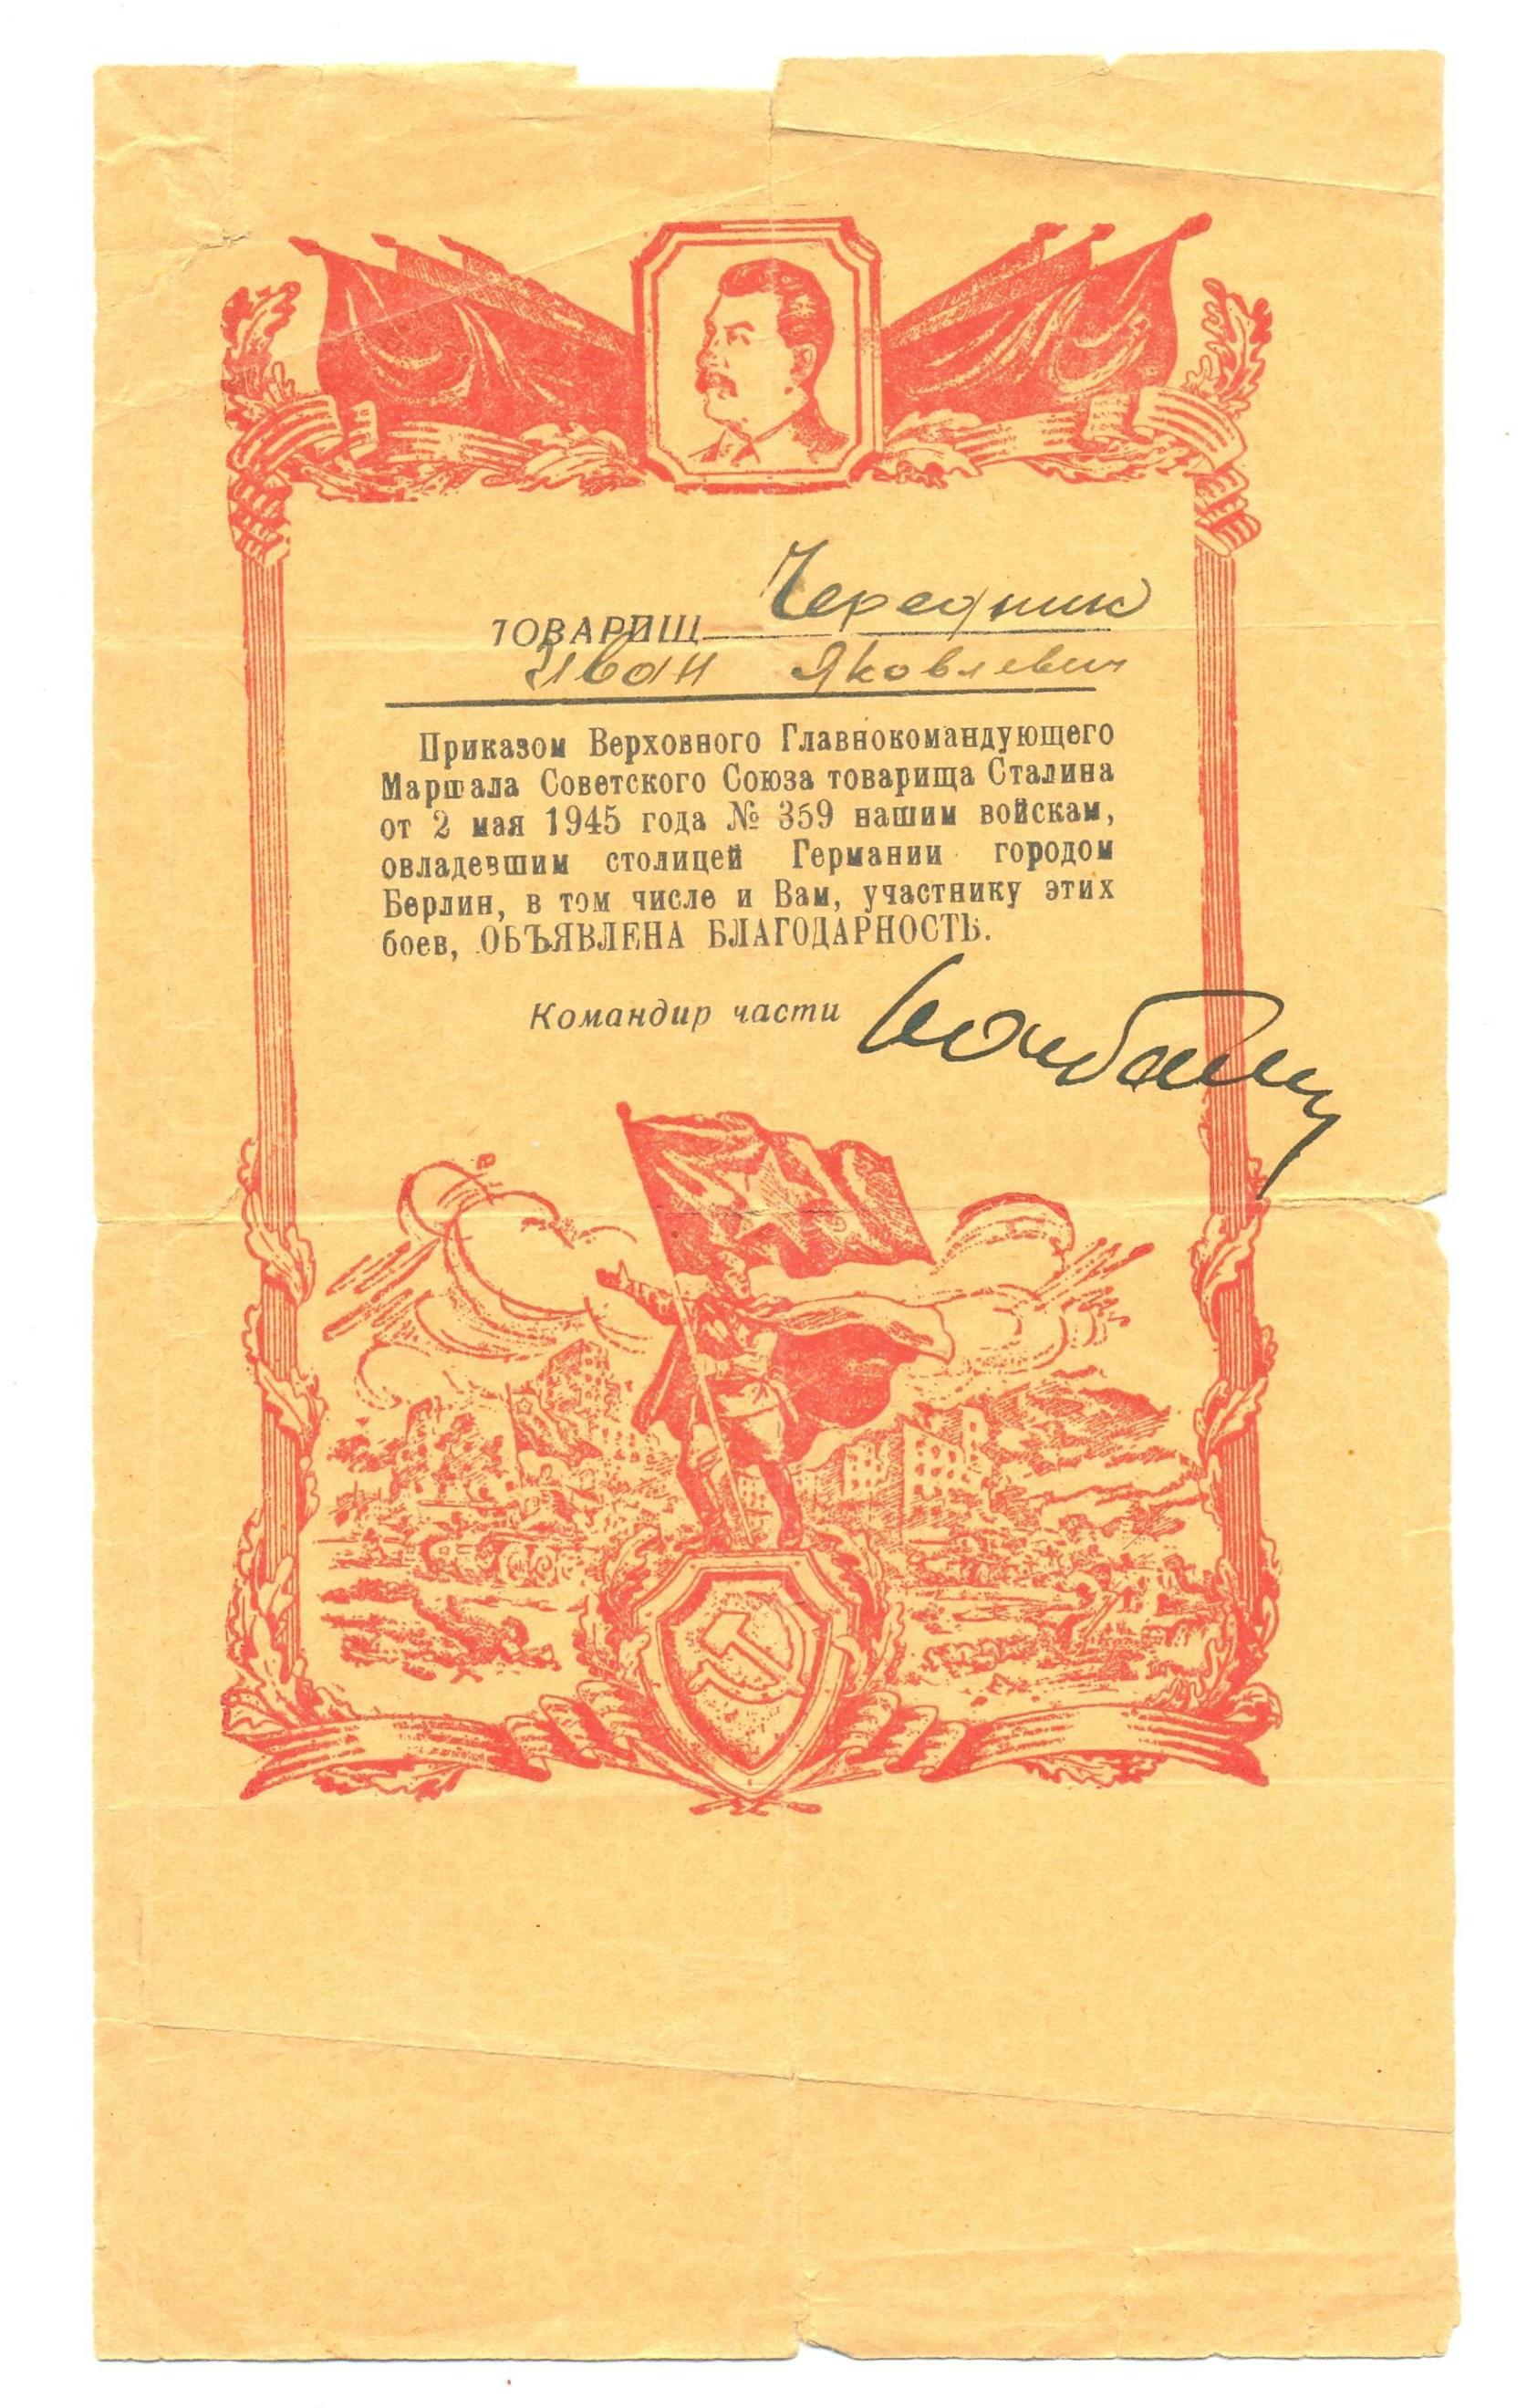 ТОВАРИЩ Чередник
Иван Яковлевич
Приказом Верховного Главнокомандующего
Маршала Советского Союза товарища Сталина
от 2 мая 1945 года № 359 нашим войскам,
овладевшим столицей Германии городом
Берлин, в том числе и Вам, участнику этих
боев, ОБЪЯВЛЕНА БЛАГОДАРНОСТЬ.
Командир части